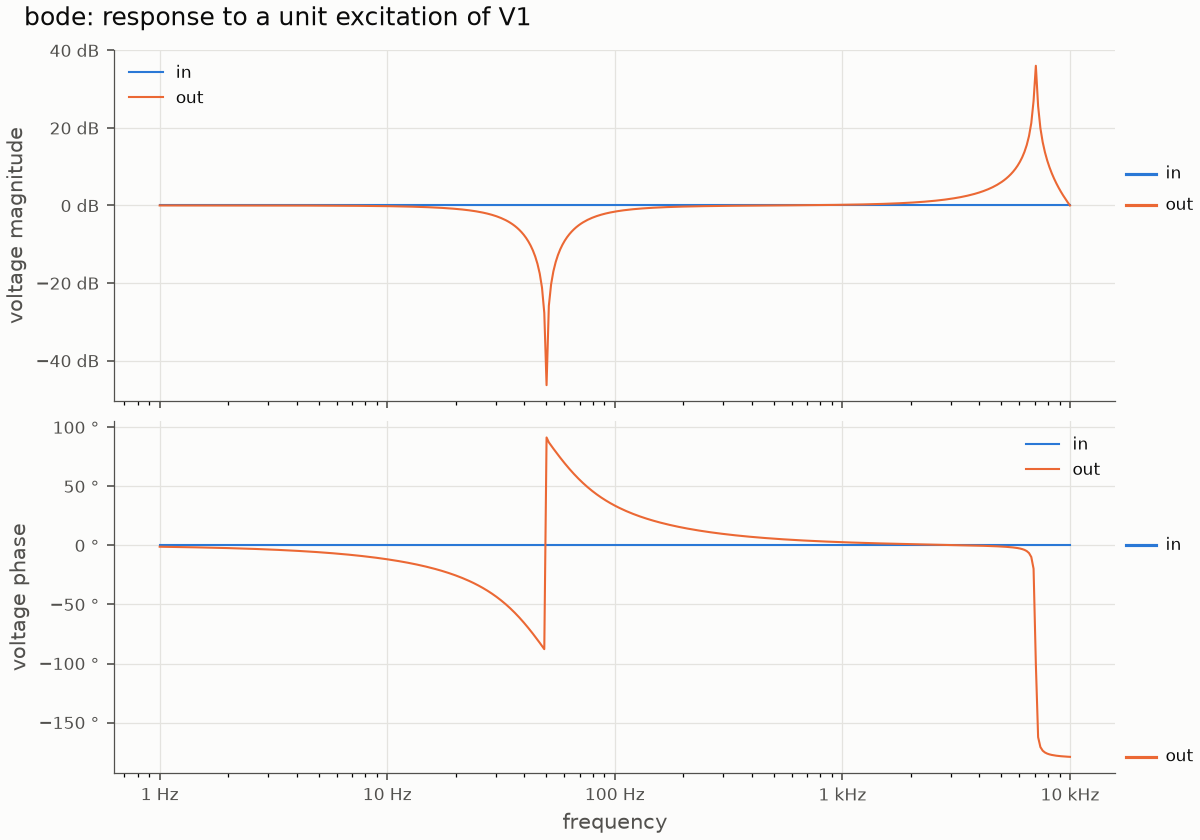 bode: response to a unit excitation of V1
voltage magnitude
40 dB
20 dB
0 dB
−20 dB
−40 dB
in
out
in
out
voltage phase
100 °
50 °
0 °
−50 °
−100 °
−150 °
in
out
in
out
1 Hz
10 Hz
100 Hz
1 kHz
10 kHz
frequency